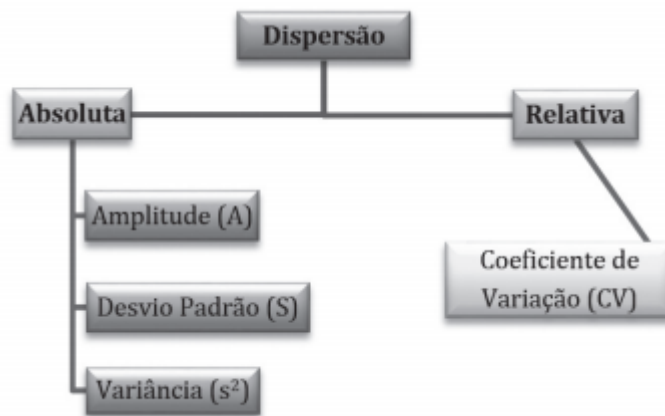 Dispersão
Absoluta
Relativa
Amplitude (A)
Desvio Padrão (S)
Variância (s²)
Coeficiente de
Variação (CV)